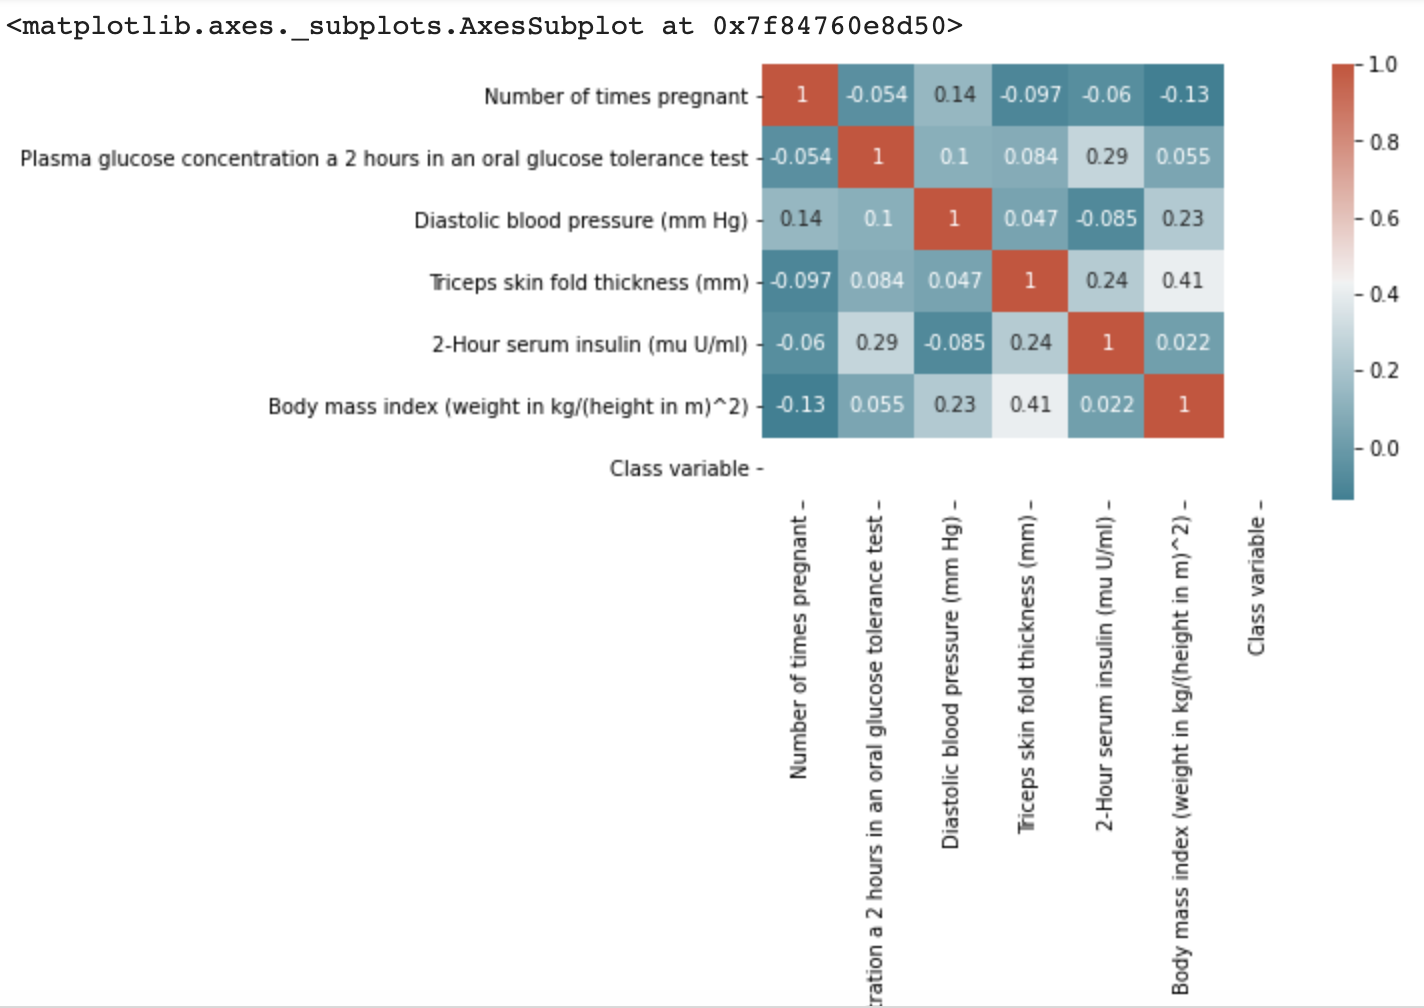 <matplotlib.axes._subplots.AxesSubplot at 0x7f84760e8d50>
Number of times pregnant
1 -0.054 0.14 -0.097 -0.06 -0.13
Plasma glucose concentration a 2 hours in an oral glucose tolerance test
-0.054 1 0.1 0.084 0.29 0.055
Diastolic blood pressure (mm Hg)
0.14 0.1 1 0.047 -0.085 0.23
Triceps skin fold thickness (mm)
-0.097 0.084 0.047 1 0.24 0.41
2-Hour serum insulin (mu U/ml)
-0.06 0.29 -0.085 0.24 1 0.022
Body mass index (weight in kg/(height in m)^2)
-0.13 0.055 0.23 0.41 0.022 1
Class variable
1.0
0.8
0.6
0.4
0.2
0.0
Number of times pregnant
tration a 2 hours in an oral glucose tolerance test
Diastolic blood pressure (mm Hg)
Triceps skin fold thickness (mm)
2-Hour serum insulin (mu U/ml)
Body mass index (weight in kg/(height in m)^2)
Class variable